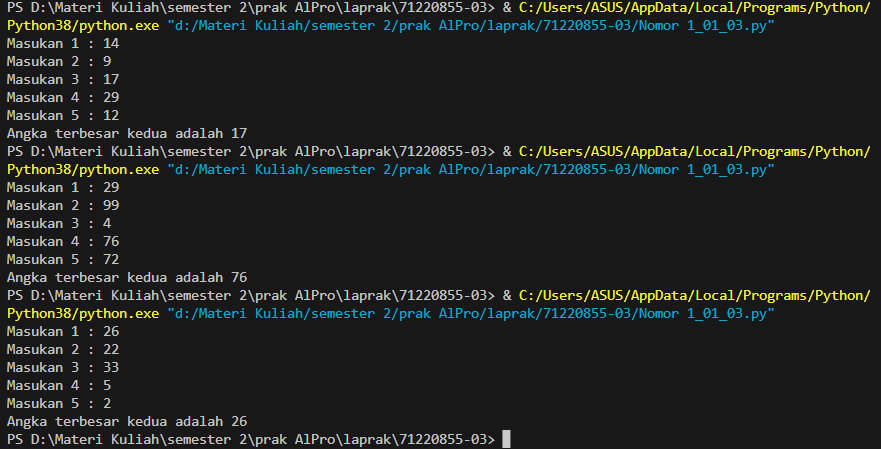 PS D:\Materi Kuliah\semester 2\prak AlPro\laprak\71220855-03> & C:/Users/ASUS/AppData/Local/Programs/Python/
Python38/python.exe "d:/Materi Kuliah/semester 2/prak AlPro/laprak/71220855-03/Nomor 1_01_03.py"
Masukan 1 : 14
Masukan 2 : 9
Masukan 3 : 17
Masukan 4 : 29
Masukan 5 : 12
Angka terbesar kedua adalah 17
PS D:\Materi Kuliah\semester 2\prak AlPro\laprak\71220855-03> & C:/Users/ASUS/AppData/Local/Programs/Python/
Python38/python.exe "d:/Materi Kuliah/semester 2/prak AlPro/laprak/71220855-03/Nomor 1_01_03.py"
Masukan 1 : 29
Masukan 2 : 99
Masukan 3 : 4
Masukan 4 : 76
Masukan 5 : 72
Angka terbesar kedua adalah 76
PS D:\Materi Kuliah\semester 2\prak AlPro\laprak\71220855-03> & C:/Users/ASUS/AppData/Local/Programs/Python/
Python38/python.exe "d:/Materi Kuliah/semester 2/prak AlPro/laprak/71220855-03/Nomor 1_01_03.py"
Masukan 1 : 26
Masukan 2 : 22
Masukan 3 : 33
Masukan 4 : 5
Masukan 5 : 2
Angka terbesar kedua adalah 26
PS D:\Materi Kuliah\semester 2\prak AlPro\laprak\71220855-03>